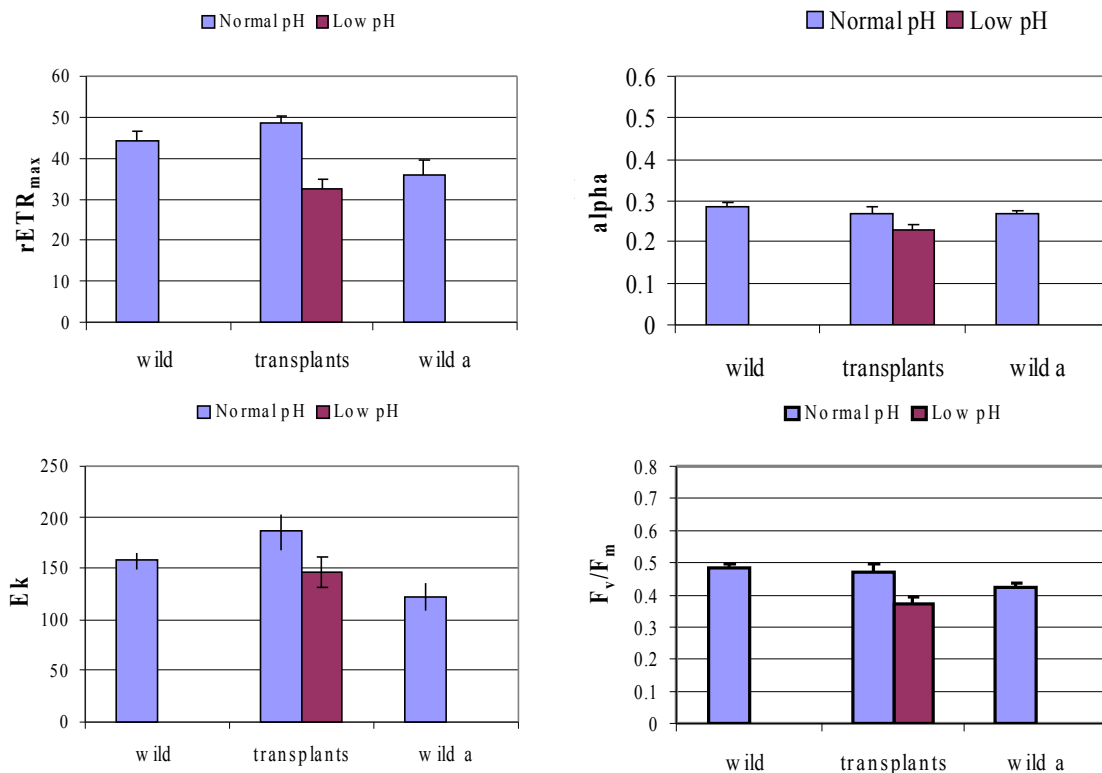 Normal pH Low pH
60
50
40
30
20
10
0
rETRmax
wild transplants wild a
Normal pH Low pH
0.6
0.5
0.4
0.3
0.2
0.1
0
alpha
wild transplants wild a
Normal pH Low pH
250
200
150
100
50
0
Ek
wild transplants wild a
Normal pH Low pH
0.8
0.7
0.6
0.5
0.4
0.3
0.2
0.1
0
Fv/Fm
wild transplants wild a